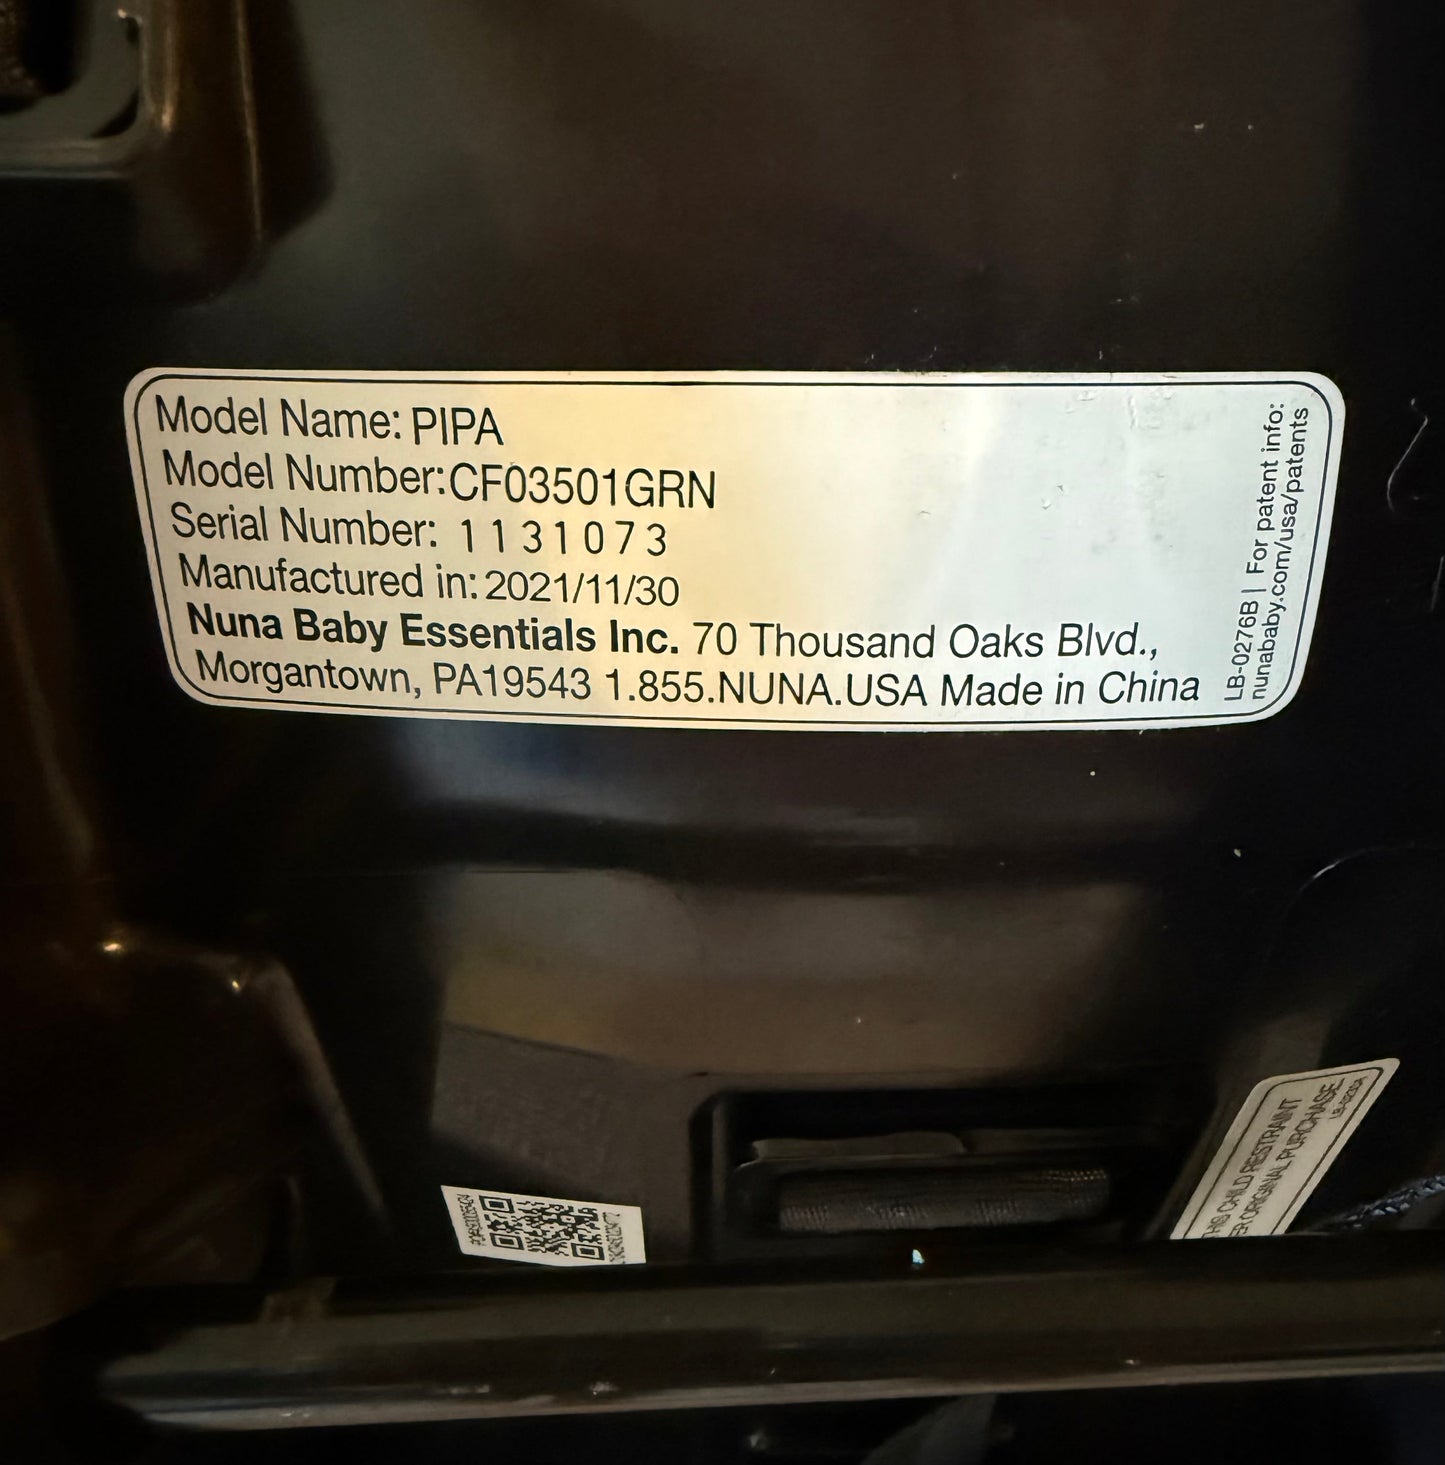 Model Name: PIPA
Model Number:CF03501GRN
Serial Number: 1131073
Manufactured in: 2021/11/30
Nuna Baby Essentials Inc. 70 Thousand Oaks Blvd.,
Morgantown, PA19543 1.855.NUNA.USA Made in China
LB-0276B | For patent info:
nunababy.com/usa/patents
CHILD RESTRAINT
ORIGINAL PURCHASE